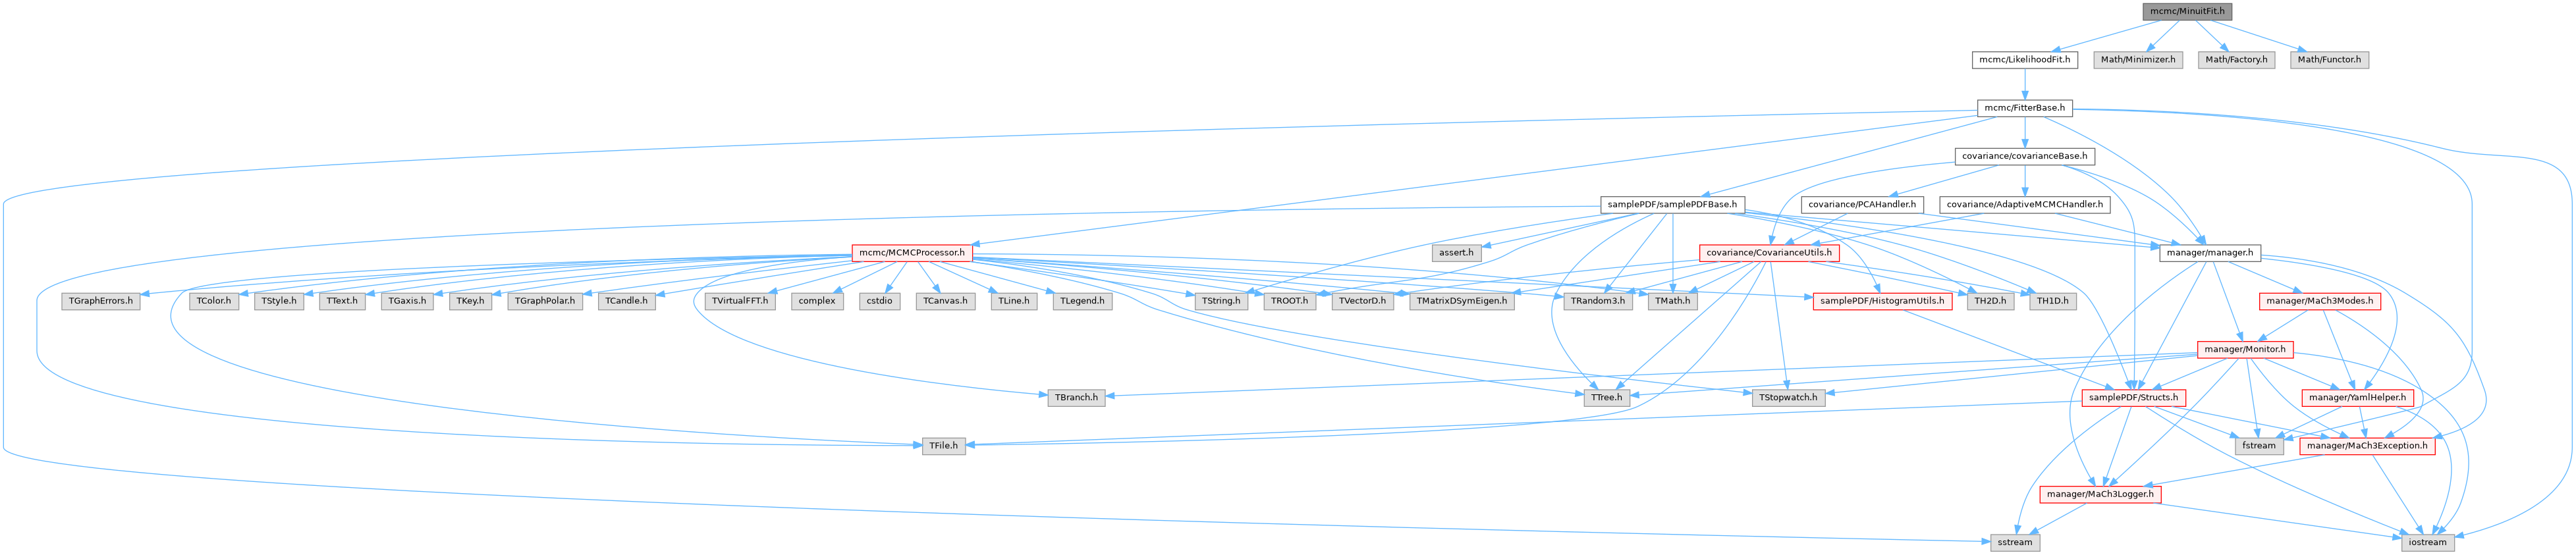 mcmc/MinuitFit.h
mcmc/LikelihoodFit.h
Math/Minimizer.h
Math/Factory.h
Math/Functor.h
mcmc/FitterBase.h
covariance/covarianceBase.h
samplePDF/samplePDFBase.h
covariance/PCAHandler.h
covariance/AdaptiveMCMCHandler.h
mcmc/MCMCProcessor.h
assert.h
covariance/CovarianceUtils.h
manager/manager.h
TGraphErrors.h
TColor.h
TStyle.h
TText.h
TGaxis.h
TKey.h
TGraphPolar.h
TCandle.h
TVirtualFFT.h
complex
cstdio
TCanvas.h
TLine.h
TLegend.h
TString.h
TROOT.h
TVectorD.h
TMatrixDSymEigen.h
TRandom3.h
TMath.h
samplePDF/HistogramUtils.h
TH2D.h
TH1D.h
manager/MaCh3Modes.h
manager/Monitor.h
TBranch.h
TTree.h
TStopwatch.h
samplePDF/Structs.h
manager/YamlHelper.h
TFile.h
fstream
manager/MaCh3Exception.h
manager/MaCh3Logger.h
sstream
iostream